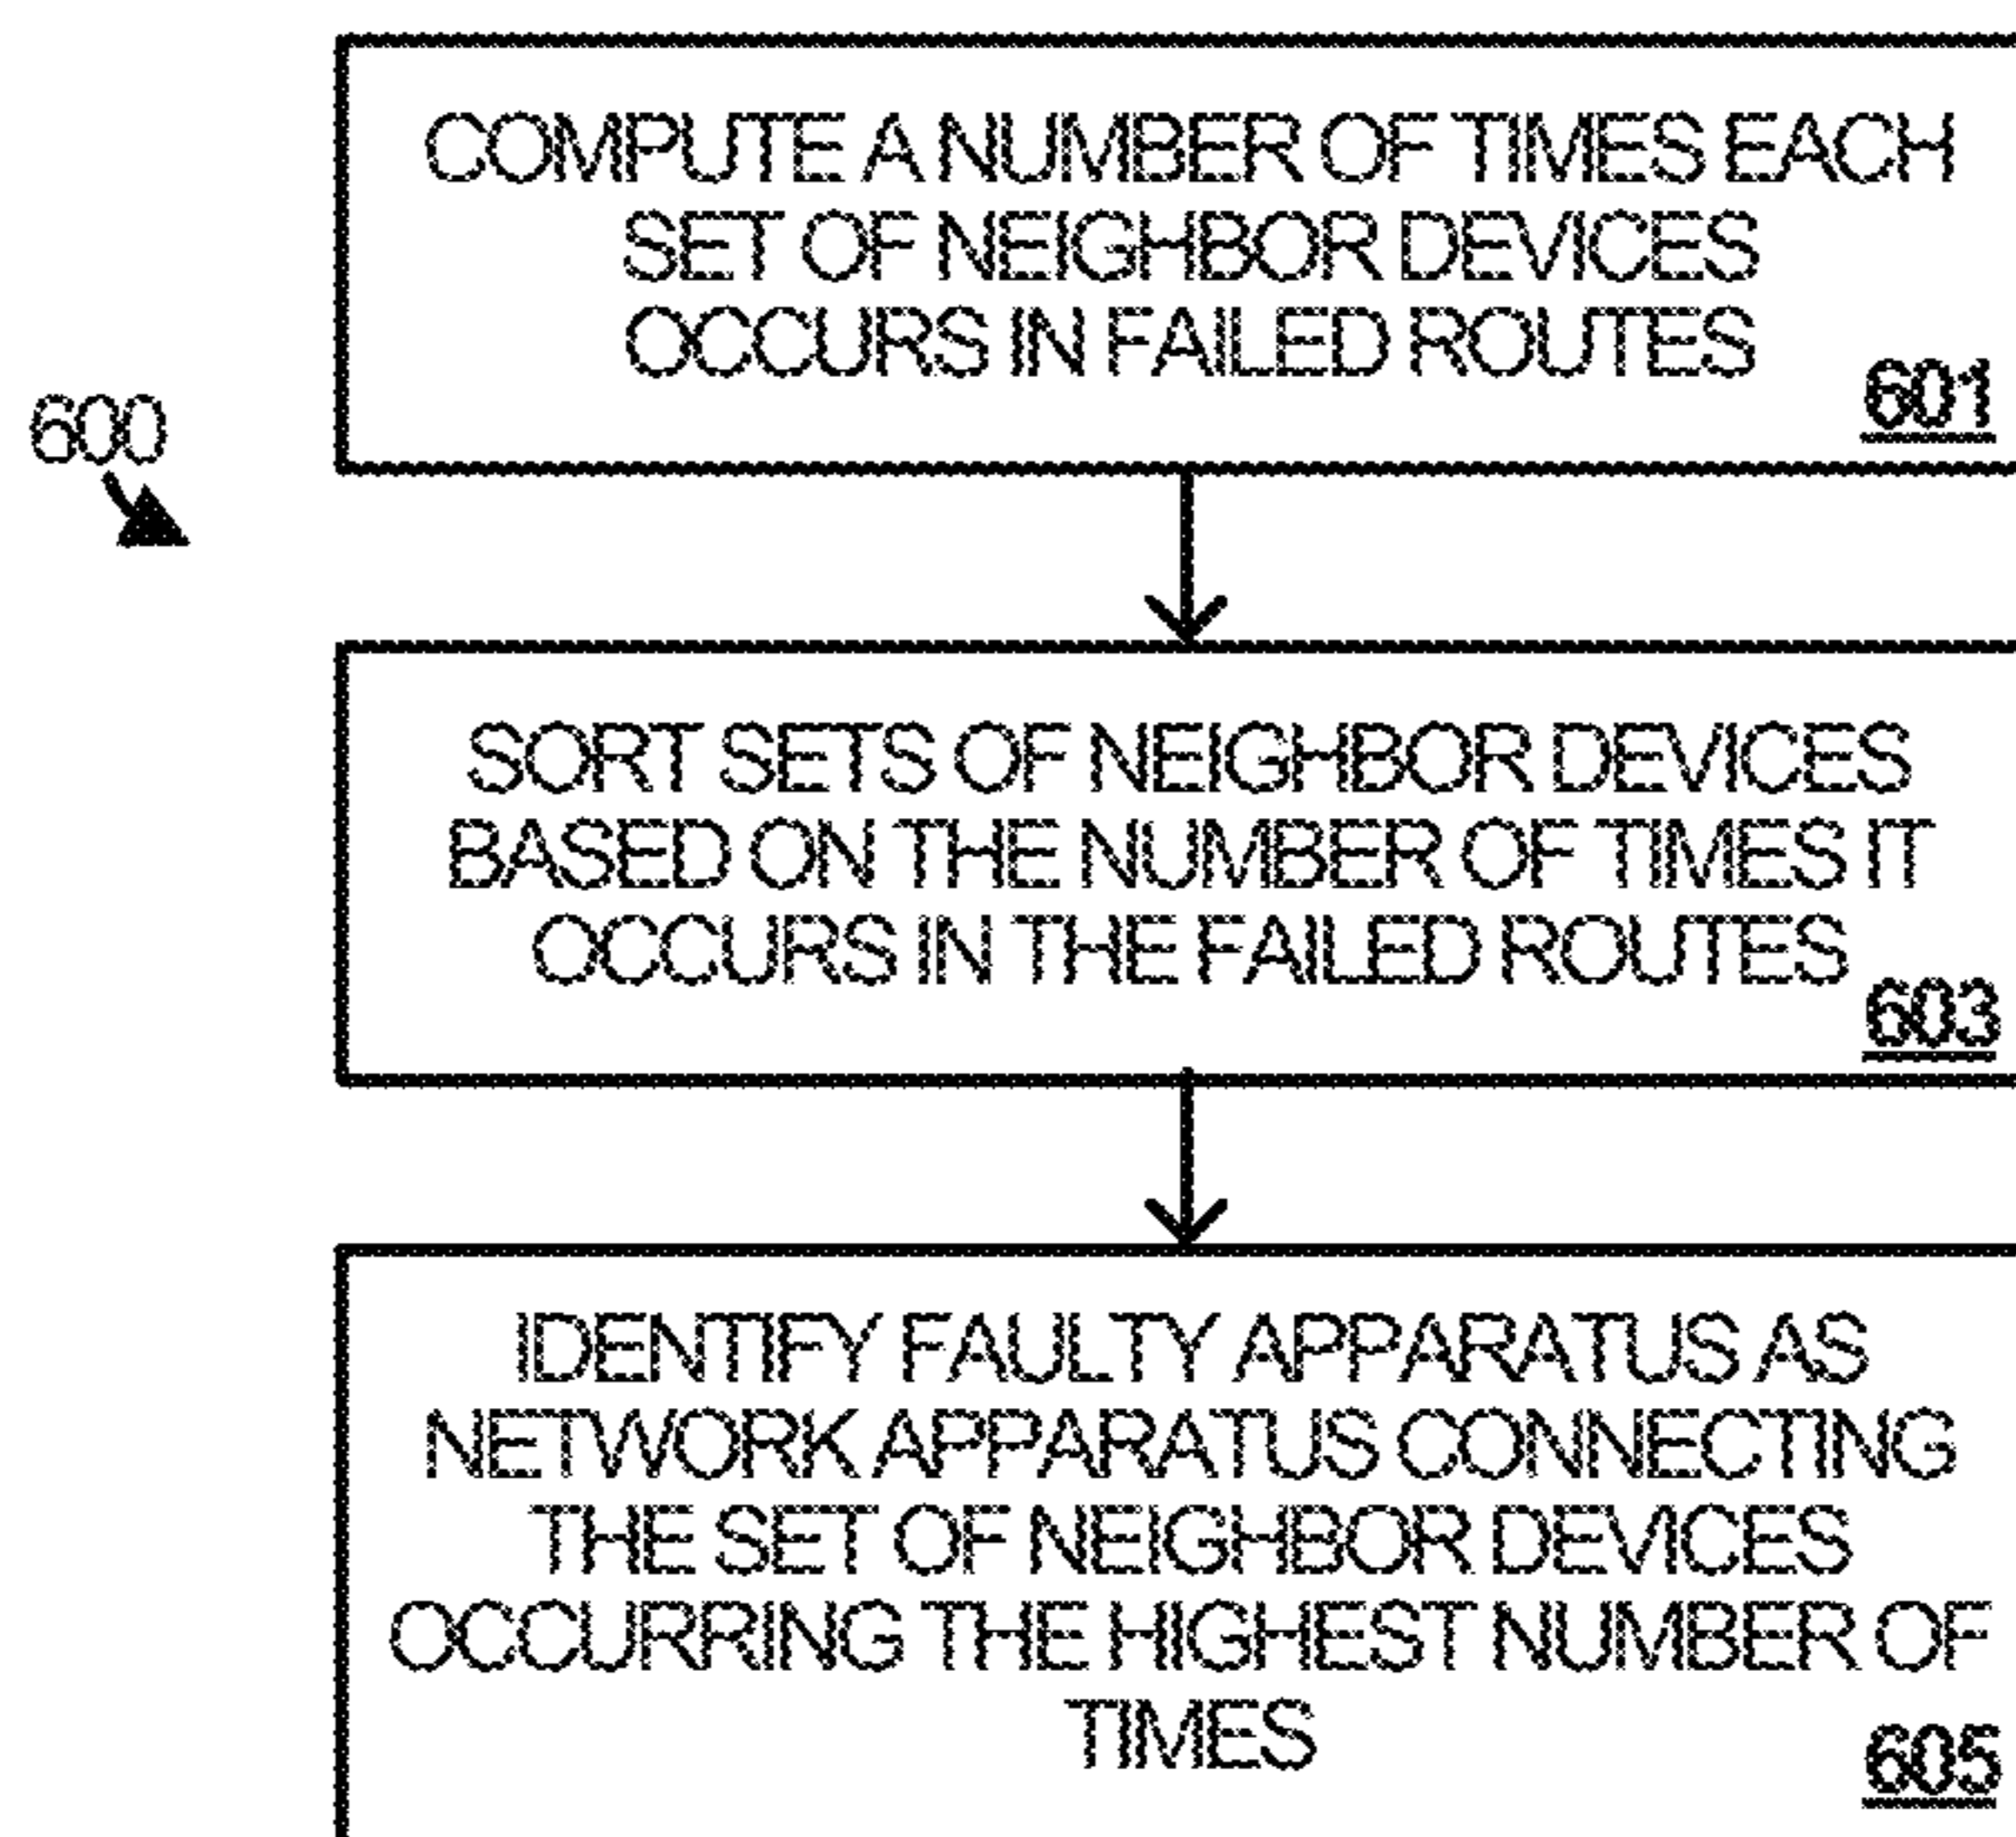 COMPUTE A NUMBER OF TIMES EACH
SET OF NEIGHBOR DEVICES
OCCURS IN FAILED ROUTES
601
600
SORT SETS OF NEIGHBOR DEVICES
BASED ON THE NUMBER OF TIMES IT
OCCURS IN THE FAILED ROUTES
603
IDENTIFY FAULTY APPARATUS AS
NETWORK APPARATUS CONNECTING
THE SET OF NEIGHBOR DEVICES
OCCURRING THE HIGHEST NUMBER OF
TIMES
605